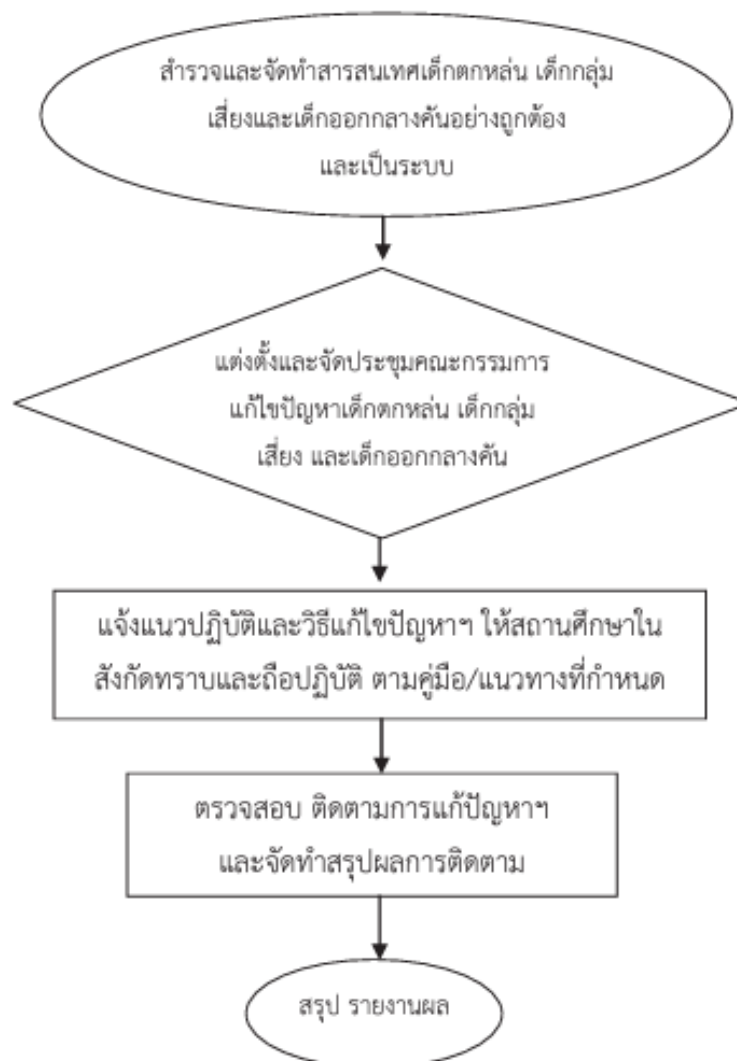 สำรวจและจัดทำสารสนเทศเด็กตกหล่น เด็กกลุ่ม
เสี่ยงและเด็กออกกลางคันอย่างถูกต้อง
และเป็นระบบ
แต่งตั้งและจัดประชุมคณะกรรมการ
แก้ไขปัญหาเด็กตกหล่น เด็กกลุ่ม
เสี่ยง และเด็กออกกลางคัน
แจ้งแนวปฏิบัติและวิธีแก้ไขปัญหาฯ ให้สถานศึกษาใน
สังกัดทราบและถือปฏิบัติ ตามคู่มือ/แนวทางที่กำหนด
ตรวจสอบ ติดตามการแก้ปัญหาฯ
และจัดทำสรุปผลการติดตาม
สรุป รายงานผล